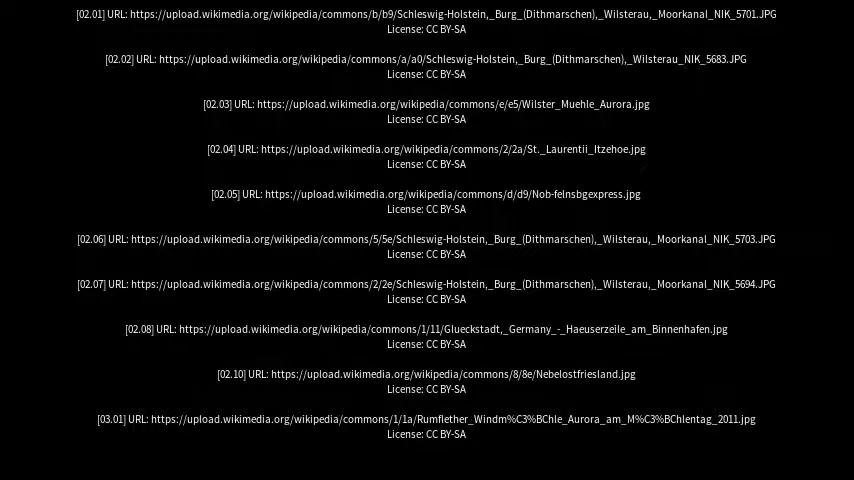 [02.01] URL: https://upload.wikimedia.org/wikipedia/commons/b/b9/Schleswig-Holstein,_Burg_(Dithmarschen),_Wilsterau,_Moorkanal_NIK_5701.JPG
License: CC BY-SA
[02.02] URL: https://upload.wikimedia.org/wikipedia/commons/a/a0/Schleswig-Holstein,_Burg_(Dithmarschen),_Wilsterau_NIK_5683.JPG
License: CC BY-SA
[02.03] URL: https://upload.wikimedia.org/wikipedia/commons/e/e5/Wilster_Muehle_Aurora.jpg
License: CC BY-SA
[02.04] URL: https://upload.wikimedia.org/wikipedia/commons/2/2a/St._Laurentii_Itzehoe.jpg
License: CC BY-SA
[02.05] URL: https://upload.wikimedia.org/wikipedia/commons/d/d9/Nob-felnsbgexpress.jpg
License: CC BY-SA
[02.06] URL: https://upload.wikimedia.org/wikipedia/commons/5/5e/Schleswig-Holstein,_Burg_(Dithmarschen),_Wilsterau,_Moorkanal_NIK_5703.JPG
License: CC BY-SA
[02.07] URL: https://upload.wikimedia.org/wikipedia/commons/2/2e/Schleswig-Holstein,_Burg_(Dithmarschen),_Wilsterau,_Moorkanal_NIK_5694.JPG
License: CC BY-SA
[02.08] URL: https://upload.wikimedia.org/wikipedia/commons/1/11/Glueckstadt,_Germany_-_Haeuserzeile_am_Binnenhafen.jpg
License: CC BY-SA
[02.10] URL: https://upload.wikimedia.org/wikipedia/commons/8/8e/Nebelostfriesland.jpg
License: CC BY-SA
[03.01] URL: https://upload.wikimedia.org/wikipedia/commons/1/1a/Rumflether_Windm%C3%BChle_Aurora_am_M%C3%BChlentag_2011.jpg
License: CC BY-SA